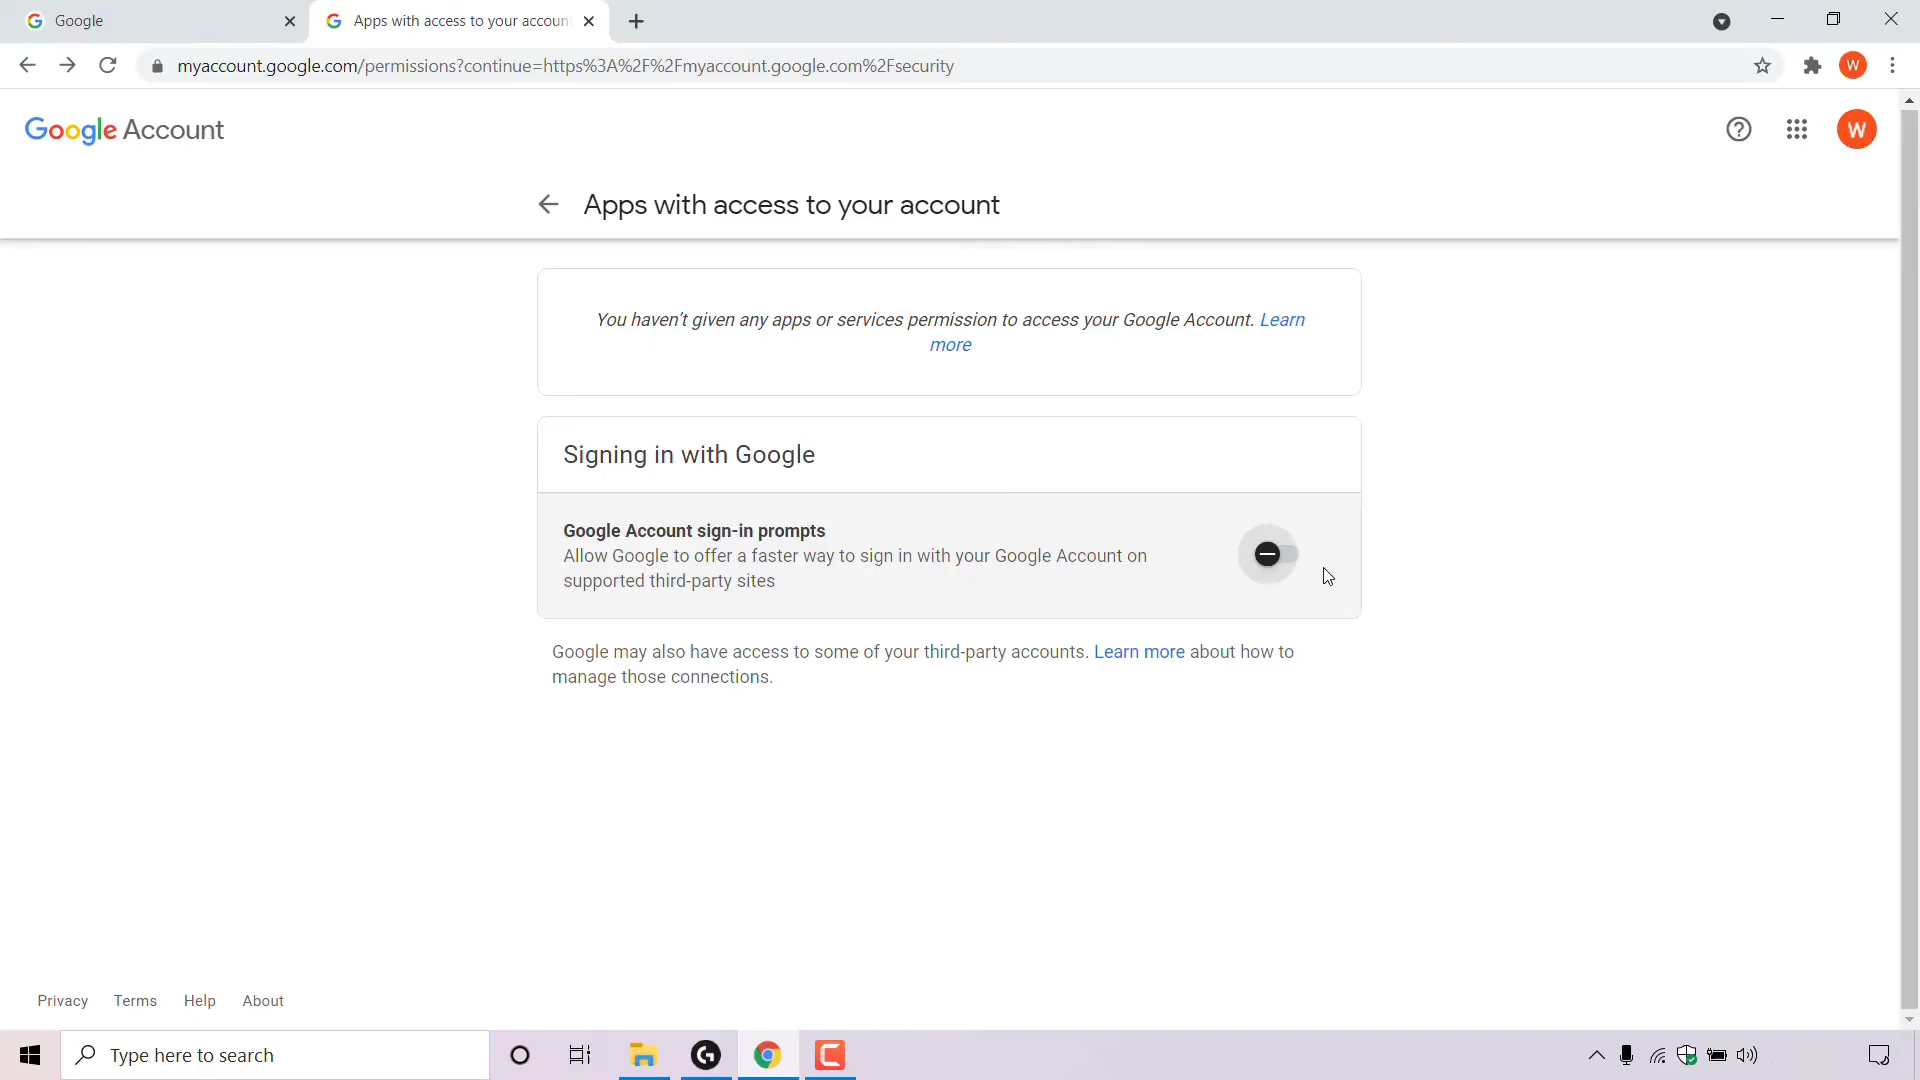 Google
Apps with access to your accoun
myaccount.google.com/permissions?continue=https%3A%2F%2Fmyaccount.google.com%2Fsecurity
W
Google Account
W
Apps with access to your account
You haven't given any apps or services permission to access your Google Account. Learn
more
Signing in with Google
Google Account sign-in prompts
Allow Google to offer a faster way to sign in with your Google Account on
supported third-party sites
Google may also have access to some of your third-party accounts. Learn more about how to
manage those connections.
Privacy Terms Help About
Type here to search